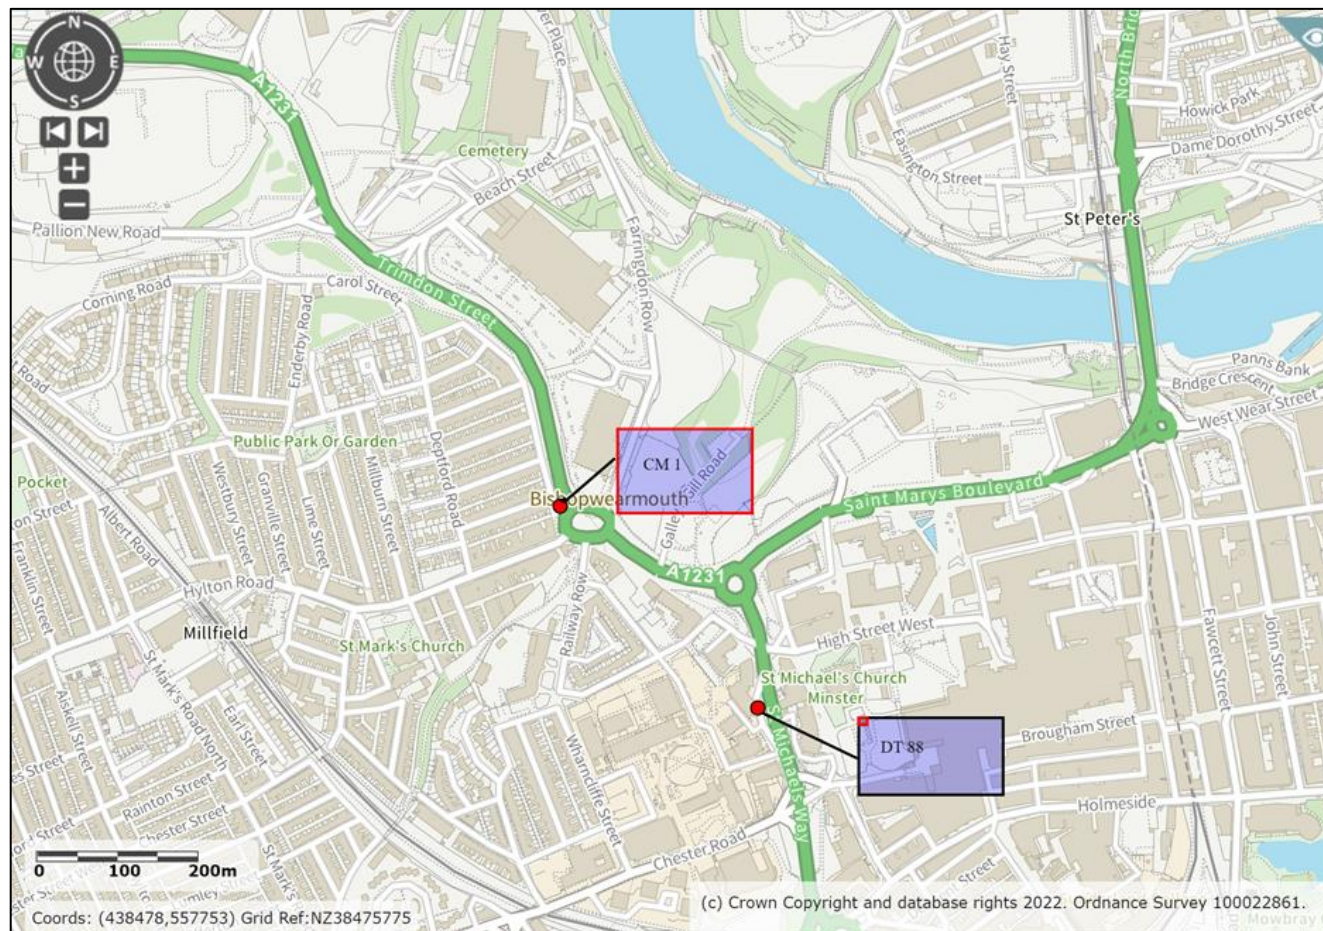 N
W
E
S
A1231
North Bri
Hay Street
Howick Park
Dame Dorothy Street
Easington Street
Cemetery
Beach Street
St Peter's
Pallion New Road
Farringdon Row
Corning Road
Carol Street
Trimdon Street
Enderby Road
Panns Bank
Bridge Crescent
West Wear Street
Public Park Or Garden
Deptford Road
Millburn Street
Pocket
Westbury Street
Granville Street
Lime Street
Albert Road
Franklin Street
CM 1
Bishopwearmouth
Gill Road
Saint Marys Boulevard
A1231
Hylton Road
Millfield
Railway Row
St Mark's Church
High Street West
Fawcett Street
John Street
St Michael's Church
Minster
St Mark's Road North
Aiskell Street
Earl Street
St Michaels Way
DT 88
Brougham Street
Wharncliffe Street
Rainton Street
Holmeside
Chester Road
0 100 200m
Coords: (438478,557753) Grid Ref:NZ38475775
(c) Crown Copyright and database rights 2022. Ordnance Survey 100022861.
Mowbray